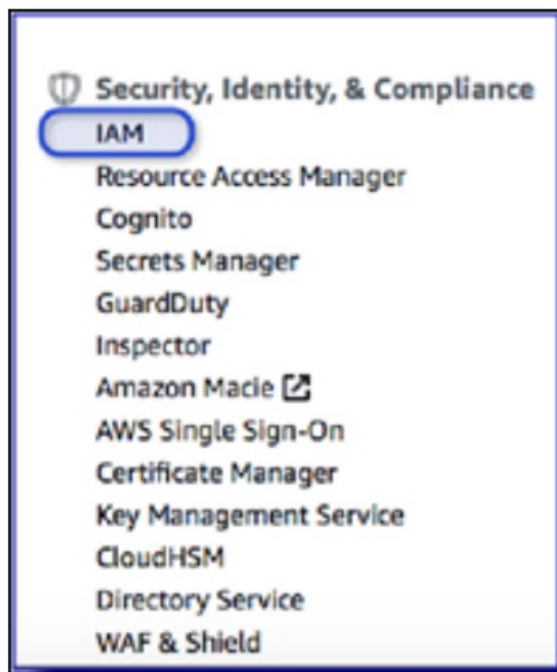 Security, Identity, & Compliance
IAM
Resource Access Manager
Cognito
Secrets Manager
GuardDuty
Inspector
Amazon Macie
AWS Single Sign-On
Certificate Manager
Key Management Service
CloudHSM
Directory Service
WAF & Shield